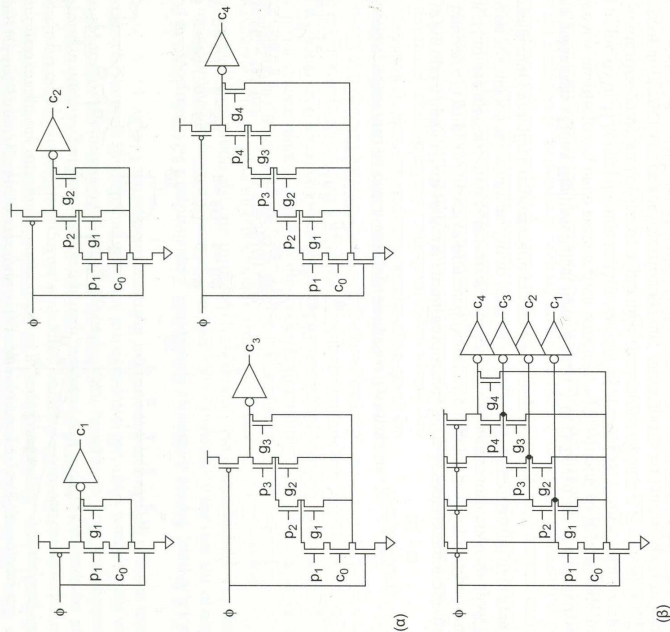 φ
c₁
g₁
p₁
c₀
φ
c₂
g₂
p₂
g₁
p₁
c₀
φ
c₃
g₃
p₃
g₂
p₂
g₁
p₁
c₀
φ
c₄
g₄
p₄
g₃
p₃
g₂
p₂
g₁
p₁
c₀
(α)
φ
c₄
c₃
c₂
c₁
g₄
p₄
g₃
p₃
g₂
p₂
g₁
p₁
c₀
(β)